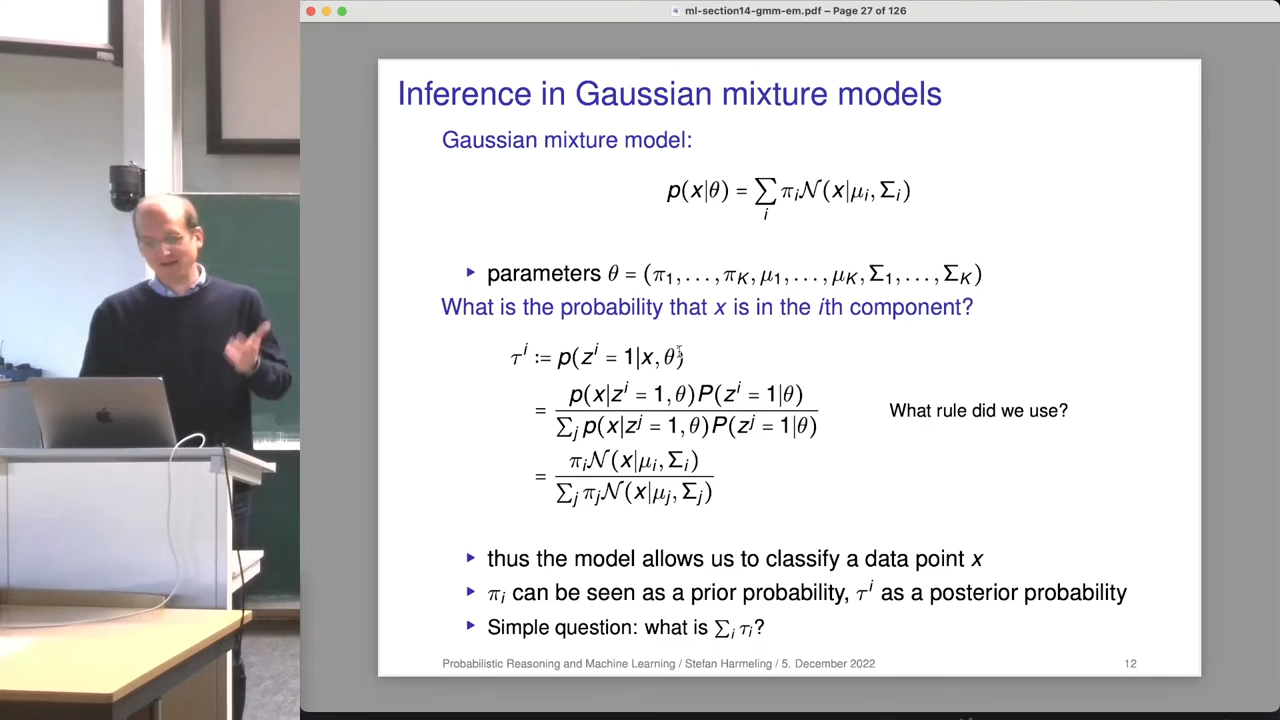 ml-section14-gmm-em.pdf – Page 27 of 126
Inference in Gaussian mixture models
Gaussian mixture model:
p(x|θ) = ∑_i π_i 𝒩(x|μ_i, Σ_i)
▸ parameters θ = (π_1, . . . , π_K, μ_1, . . . , μ_K, Σ_1, . . . , Σ_K)
What is the probability that x is in the ith component?
τ^i := p(z^i = 1|x, θ)
= p(x|z^i = 1, θ)P(z^i = 1|θ) / ∑_j p(x|z^j = 1, θ)P(z^j = 1|θ)
What rule did we use?
= π_i 𝒩(x|μ_i, Σ_i) / ∑_j π_j 𝒩(x|μ_j, Σ_j)
▸ thus the model allows us to classify a data point x
▸ π_i can be seen as a prior probability, τ^i as a posterior probability
▸ Simple question: what is ∑_i τ_i?
Probabilistic Reasoning and Machine Learning / Stefan Harmeling / 5. December 2022
12